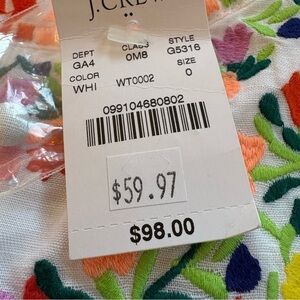 J.CREW
DEPT CLASS STYLE
GA4 0M8 G5316
COLOR SIZE
WHI WT0002 0
099104680802
$59.97
$98.00